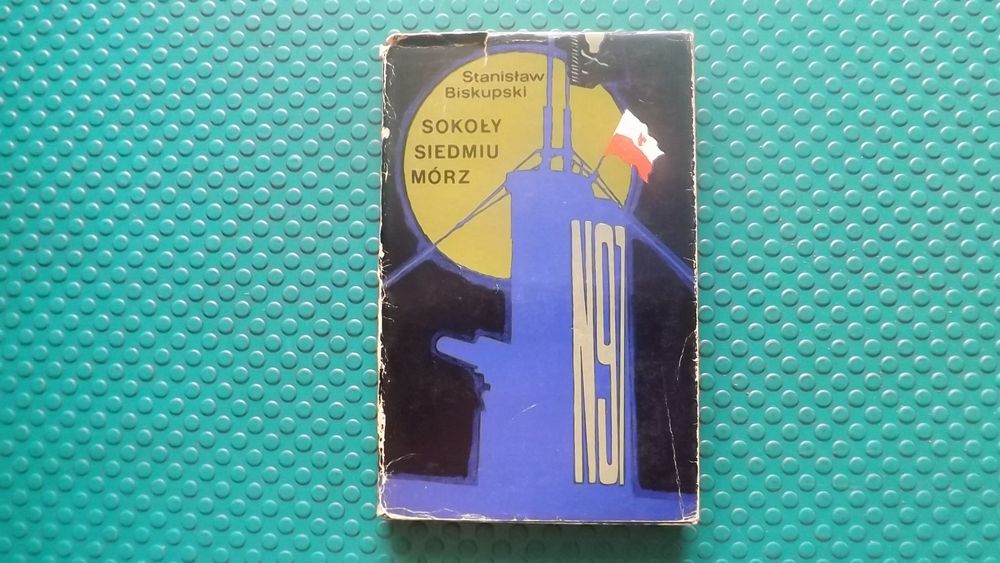 Stanisław
Biskupski
SOKOŁY
SIEDMIU
MÓRZ
N97